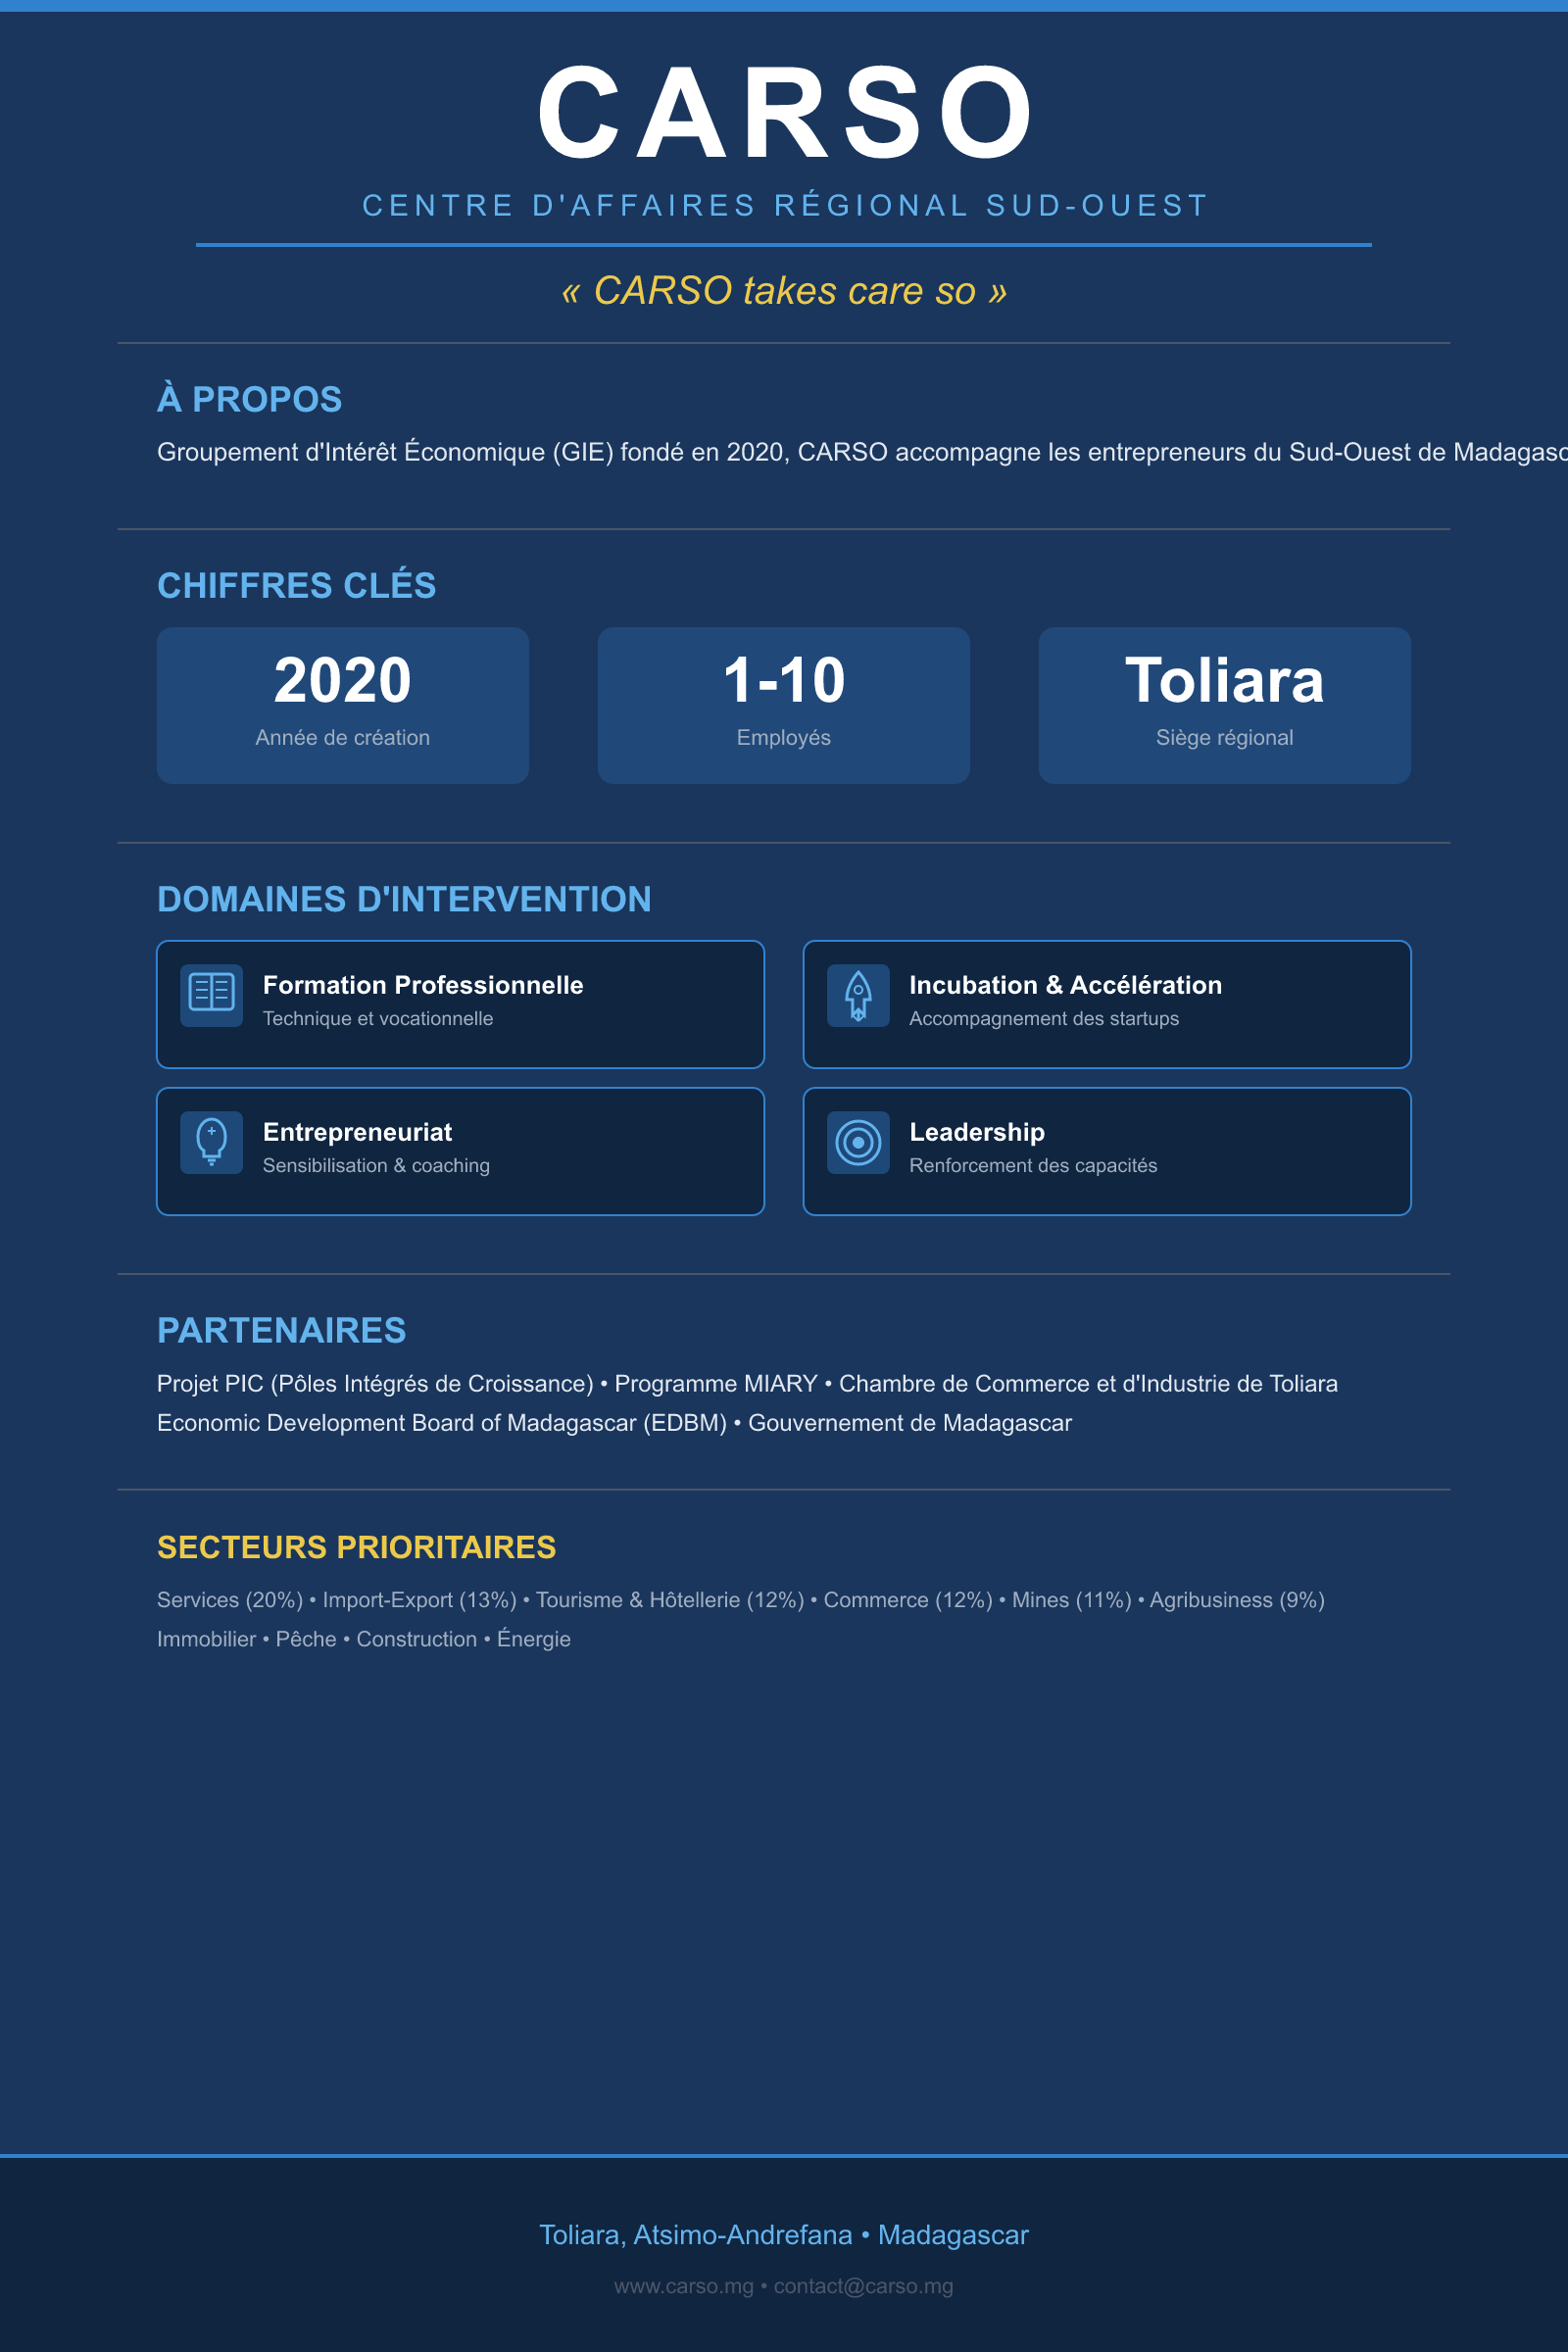 CARSO
CENTRE D'AFFAIRES RÉGIONAL SUD-OUEST
« CARSO takes care so »
À PROPOS
Groupement d'Intérêt Économique (GIE) fondé en 2020, CARSO accompagne les entrepreneurs du Sud-Ouest de
CHIFFRES CLÉS
2020
Année de création
1-10
Employés
Toliara
Siège régional
DOMAINES D'INTERVENTION
Formation Professionnelle
Technique et vocationnelle
Incubation & Accélération
Accompagnement des startups
Entrepreneuriat
Sensibilisation & coaching
Leadership
Renforcement des capacités
PARTENAIRES
Projet PIC (Pôles Intégrés de Croissance) • Programme MIARY • Chambre de Commerce et d'Industrie de Toliara
Economic Development Board of Madagascar (EDBM) • Gouvernement de Madagascar
SECTEURS PRIORITAIRES
Services (20%) • Import-Export (13%) • Tourisme & Hôtellerie (12%) • Commerce (12%) • Mines (11%) • Agribusiness (9%)
Immobilier • Pêche • Construction • Énergie
Toliara, Atsimo-Andrefana • Madagascar
www.carso.mg • contact@carso.mg